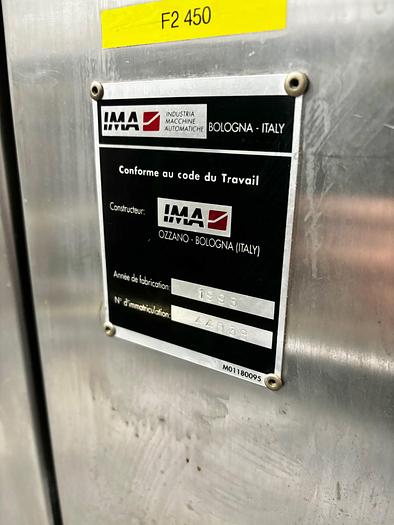 F2 450
IMA INDUSTRIA MACCHINE AUTOMATICHE BOLOGNA - ITALY
Conforme au code du Travail
Constructeur: IMA
OZZANO - BOLOGNA (ITALY)
Année de fabrication: 1993
N° d'immatriculation:
M01180095